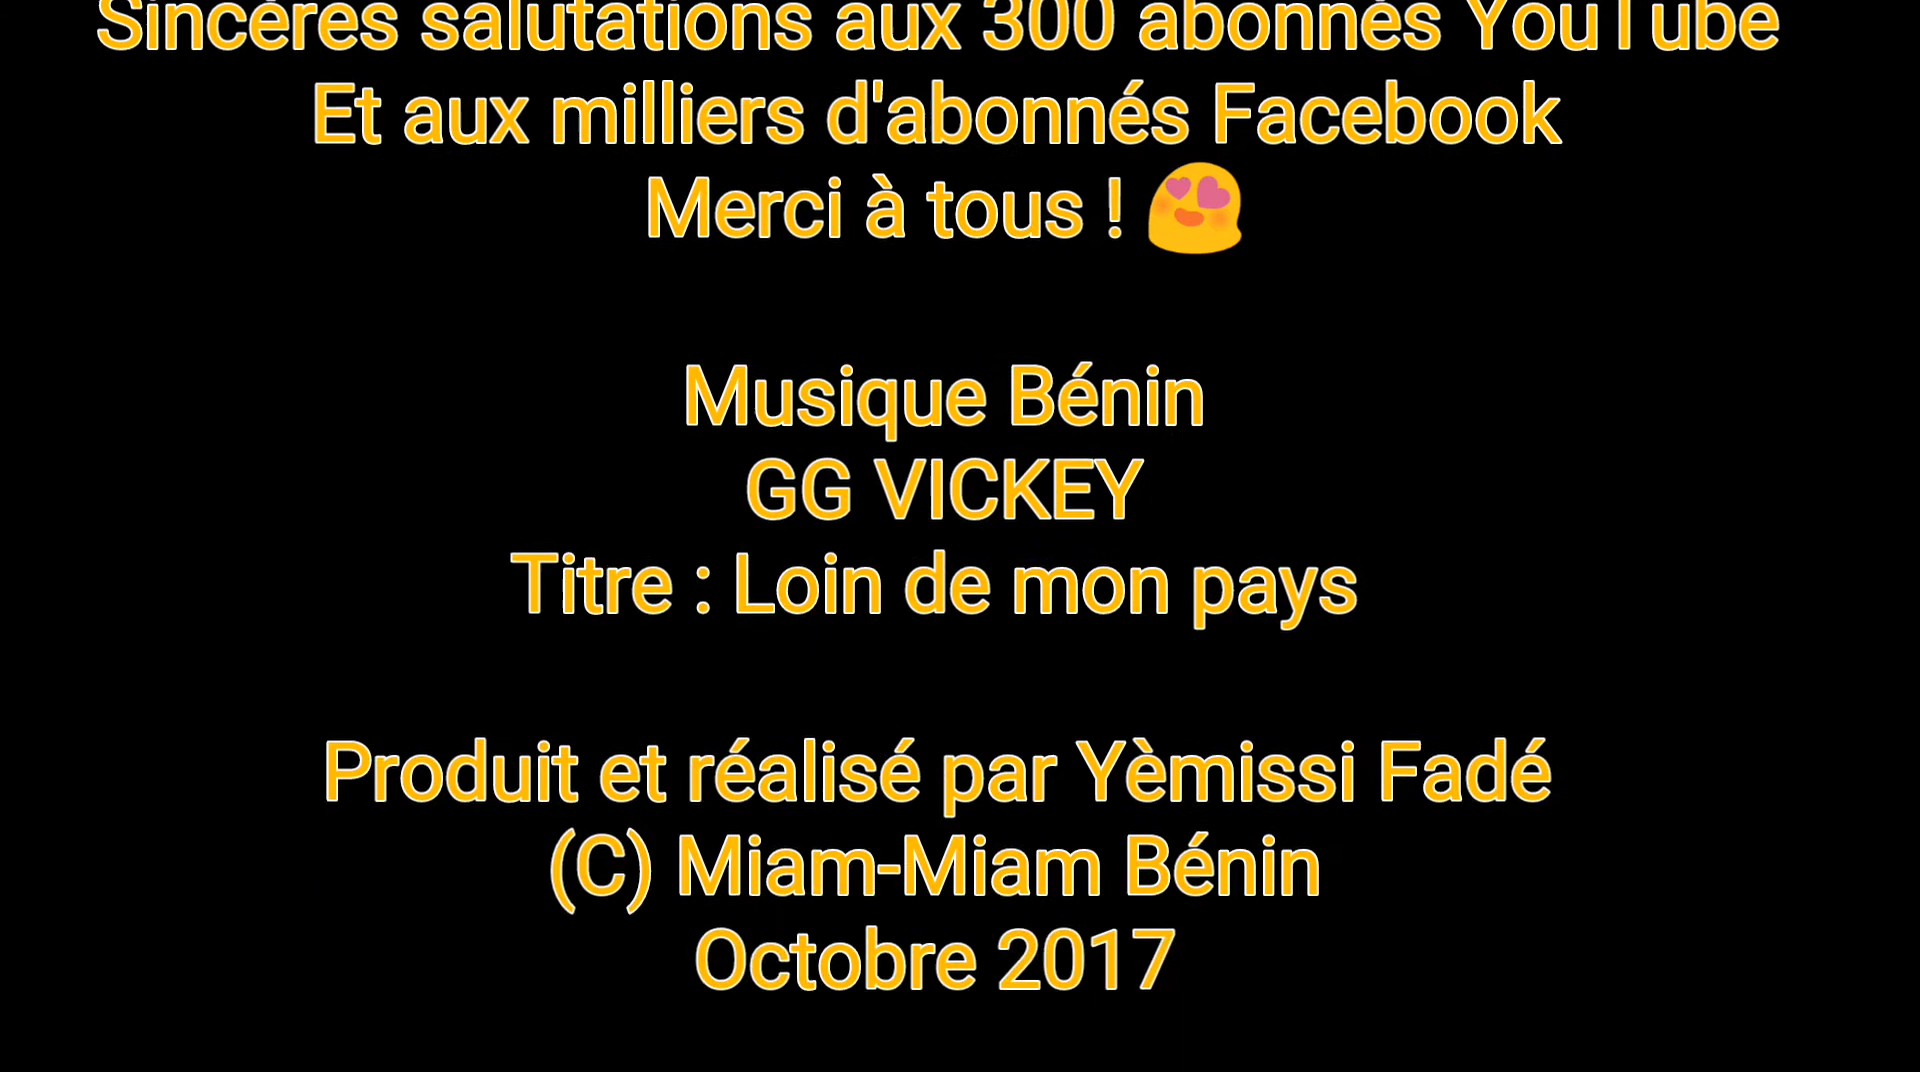 Sincères salutations aux 300 abonnés YouTube
Et aux milliers d'abonnés Facebook
Merci à tous ! 😍
Musique Bénin
GG VICKEY
Titre : Loin de mon pays
Produit et réalisé par Yèmissi Fadé
(C) Miam-Miam Bénin
Octobre 2017